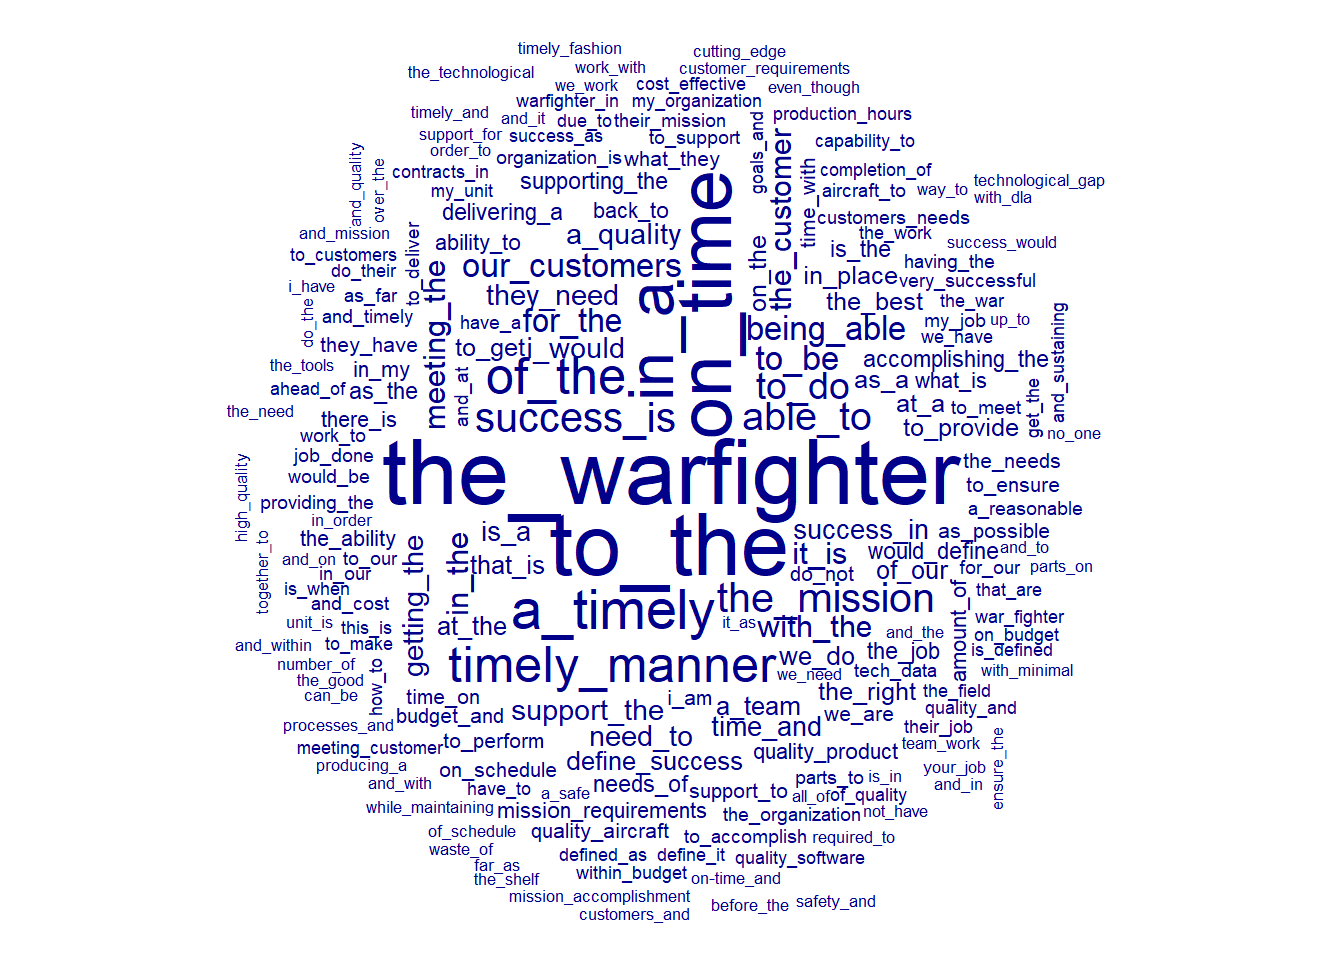 timely_fashion
cutting_edge
the_technological
work_with
customer_requirements
we_work
cost_effective
even_though
warfighter_in
my_organization
timely_and
and_it
due_to
their_mission
production_hours
support_for
success_as
to_support
goals_and
capability_to
order_to
organization_is
what_they
the_customer
time_with
completion_of
and_quality
over_the
contracts_in
supporting_the
on_time
aircraft_to
way_to
technological_gap
with_dla
my_unit
delivering_a
back_to
customers_needs
and_mission
to_deliver
ability_to
a_quality
on_the
is_the
the_work
success_would
to_customers
do_their
our_customers
in_a
in_place
having_the
very_successful
i_have
as_far
meeting_the
they_need
the_best
the_war
do_the
and_timely
have_a
for_the
being_able
my_job
up_to
and_sustaining
they_have
to_get
i_would
to_be
we_have
accomplishing_the
the_tools
in_my
and_at
of_the
to_do
as_a
what_is
get_the
ahead_of
as_the
success_is
able_to
at_a
to_meet
the_need
there_is
to_provide
no_one
work_to
high_quality
job_done
the_warfighter
the_needs
would_be
to_ensure
providing_the
a_reasonable
in_order
together_to
the_ability
getting_the
in_the
is_a
to_the
success_in
as_possible
and_on
to_our
that_is
it_is
would_define
and_to
in_our
do_not
of_our
for_our
parts_on
is_when
and_cost
a_timely
the_mission
amount_of
that_are
unit_is
this_is
at_the
it_as
with_the
and_the
war_fighter
on_budget
and_within
to_make
timely_manner
we_do
the_job
is_defined
number_of
how_to
we_need
tech_data
with_minimal
the_good
can_be
time_on
i_am
the_right
the_field
budget_and
support_the
a_team
we_are
quality_and
processes_and
need_to
time_and
their_job
meeting_customer
to_perform
quality_product
team_work
ensure_the
producing_a
on_schedule
define_success
your_job
and_with
have_to
a_safe
needs_of
support_to
parts_to
is_in
and_in
all_of
of_quality
while_maintaining
mission_requirements
the_organization
not_have
of_schedule
quality_aircraft
to_accomplish
required_to
waste_of
defined_as
define_it
quality_software
far_as
within_budget
the_shelf
on-time_and
mission_accomplishment
before_the
safety_and
customers_and